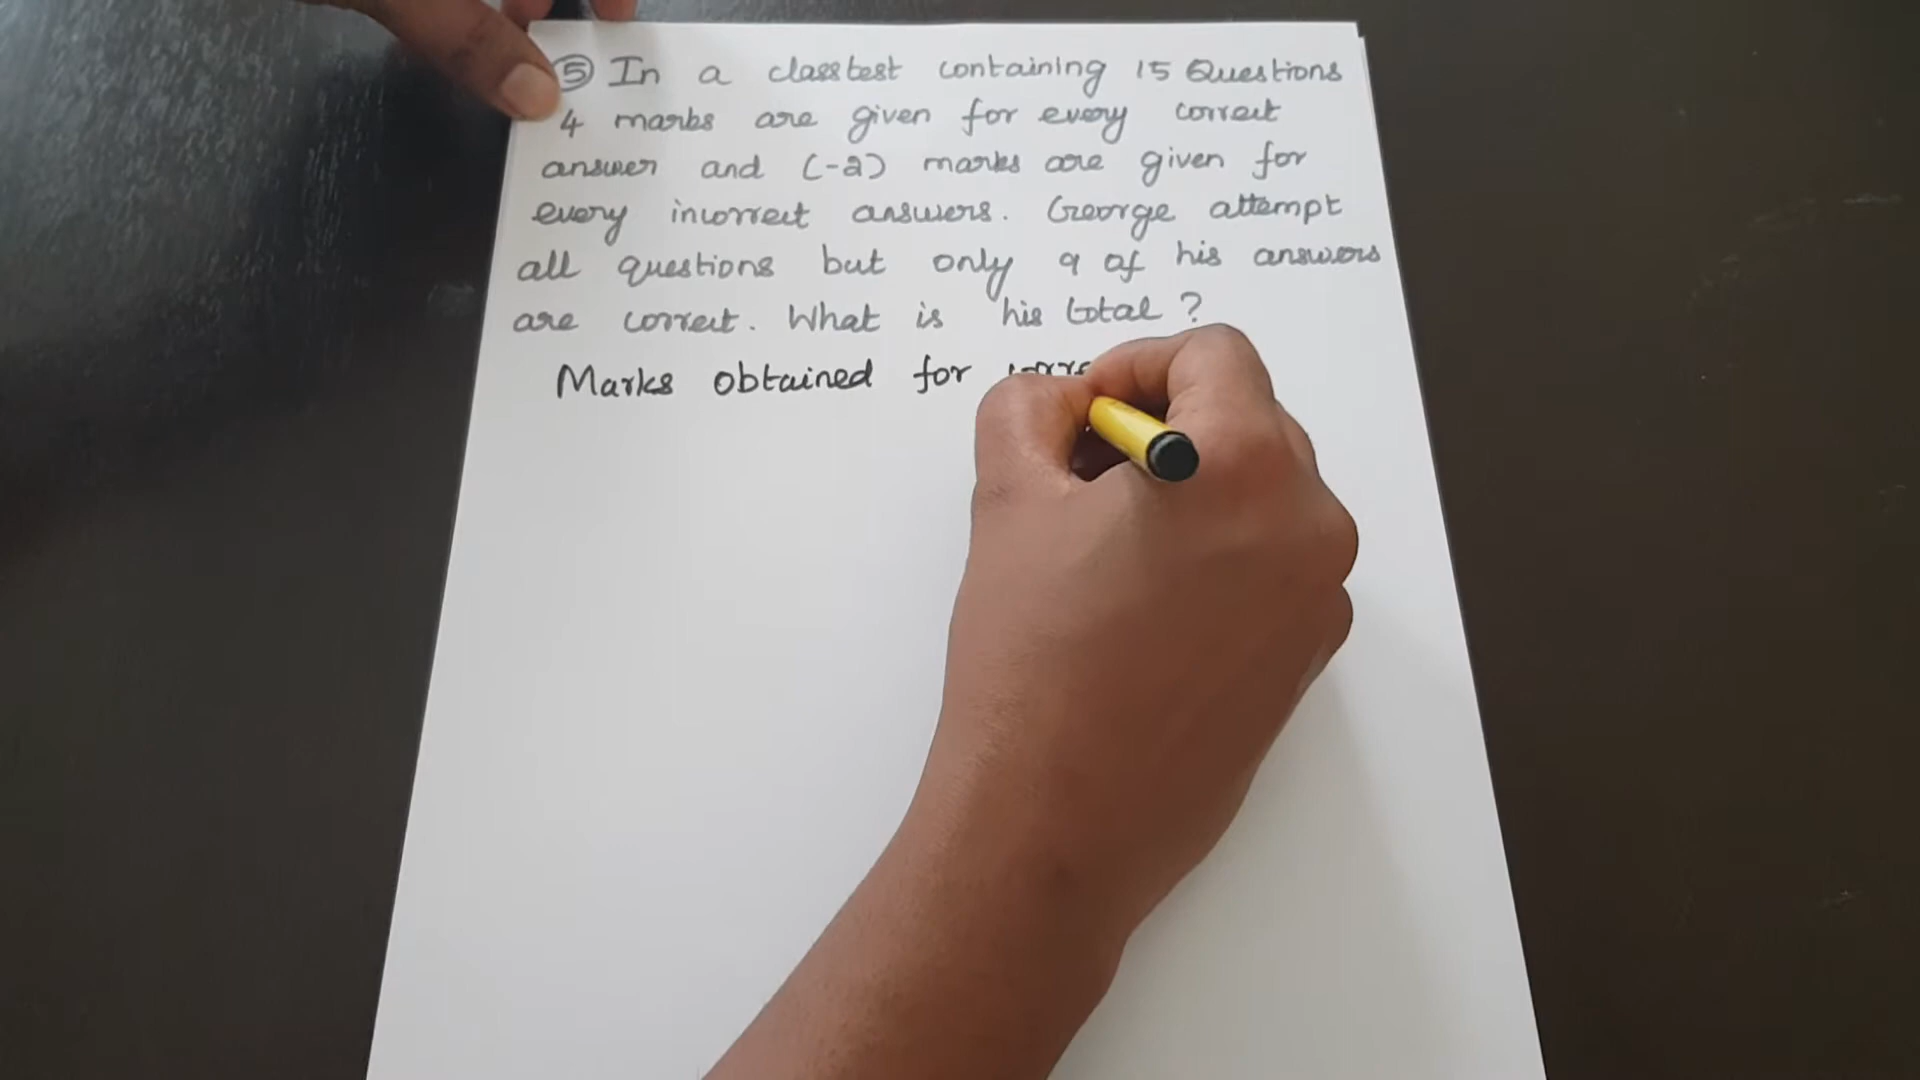 ⑤ In a classtest containing 15 Questions
4 marks are given for every correct
answer and (-2) marks are given for
every incorrect answers. George attempt
all questions but only 9 of his answers
are correct. What is his total ?
Marks obtained for